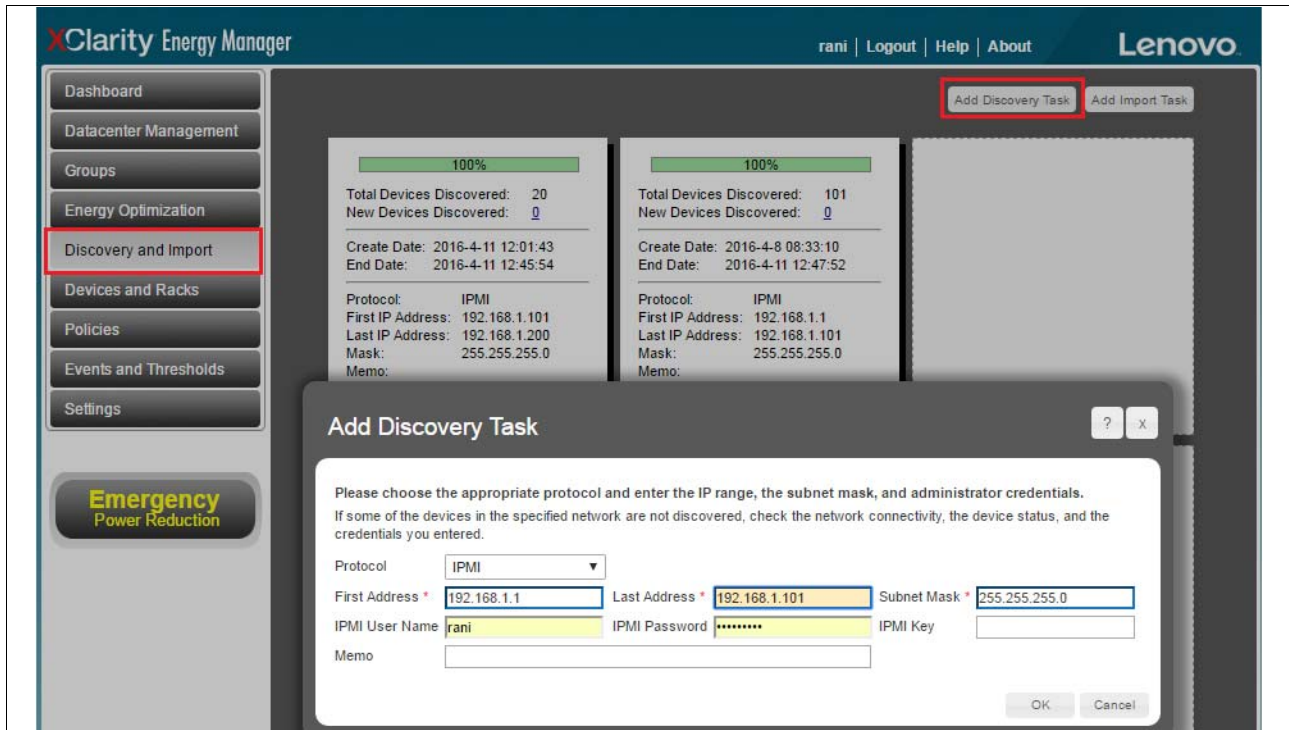 XClarity Energy Manager
rani | Logout | Help | About
Lenovo
Dashboard
Datacenter Management
Groups
Energy Optimization
Discovery and Import
Devices and Racks
Policies
Events and Thresholds
Settings
Emergency
Power Reduction
Add Discovery Task
Add Import Task
100%
Total Devices Discovered: 20
New Devices Discovered: 0
Create Date: 2016-4-11 12:01:43
End Date: 2016-4-11 12:45:54
Protocol: IPMI
First IP Address: 192.168.1.101
Last IP Address: 192.168.1.200
Mask: 255.255.255.0
Memo:
100%
Total Devices Discovered: 101
New Devices Discovered: 0
Create Date: 2016-4-8 08:33:10
End Date: 2016-4-11 12:47:52
Protocol: IPMI
First IP Address: 192.168.1.1
Last IP Address: 192.168.1.101
Mask: 255.255.255.0
Memo:
Add Discovery Task
? x
Please choose the appropriate protocol and enter the IP range, the subnet mask, and administrator credentials.
If some of the devices in the specified network are not discovered, check the network connectivity, the device status, and the
credentials you entered.
Protocol IPMI ▼
First Address * 192.168.1.1 Last Address * 192.168.1.101 Subnet Mask * 255.255.255.0
IPMI User Name rani IPMI Password ••••••••• IPMI Key
Memo
OK Cancel